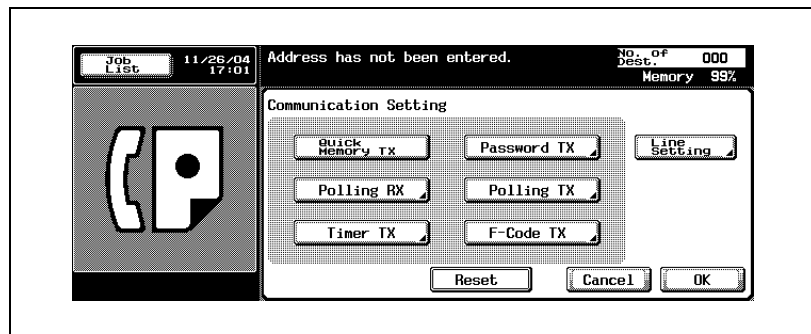 Job List
11/26/04
17:01
Address has not been entered.
No. of Dest. 000
Memory 99%
Communication Setting
Quick Memory TX
Password TX
Line Setting
Polling RX
Polling TX
Timer TX
F-Code TX
Reset
Cancel
OK